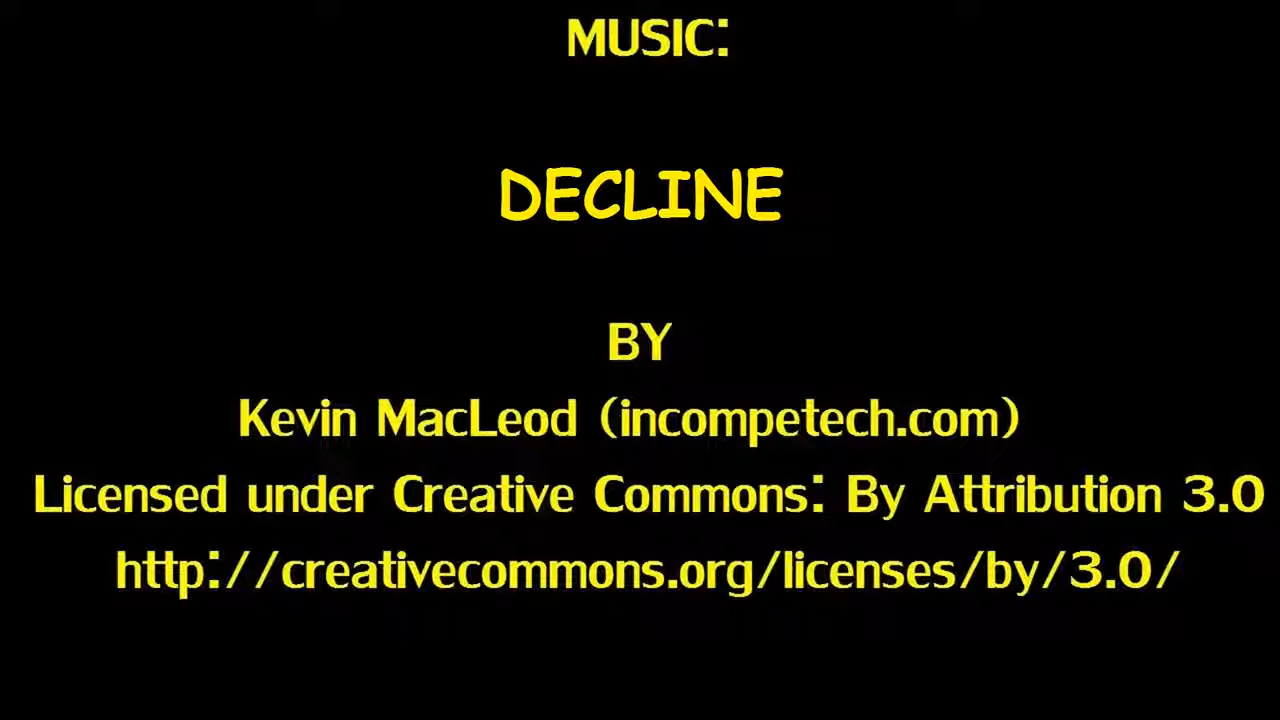 MUSIC:
DECLINE
BY
Kevin MacLeod (incompetech.com)
Licensed under Creative Commons: By Attribution 3.0
http://creativecommons.org/licenses/by/3.0/